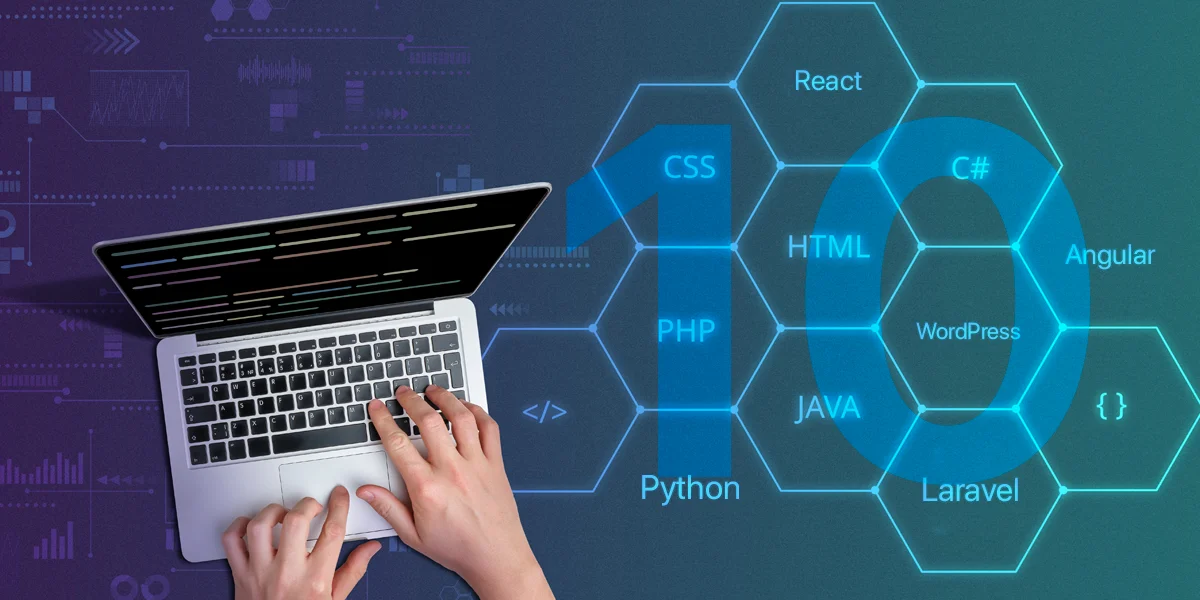 React
CSS
C#
10
HTML
Angular
PHP
WordPress
</>
JAVA
{ }
Python
Laravel